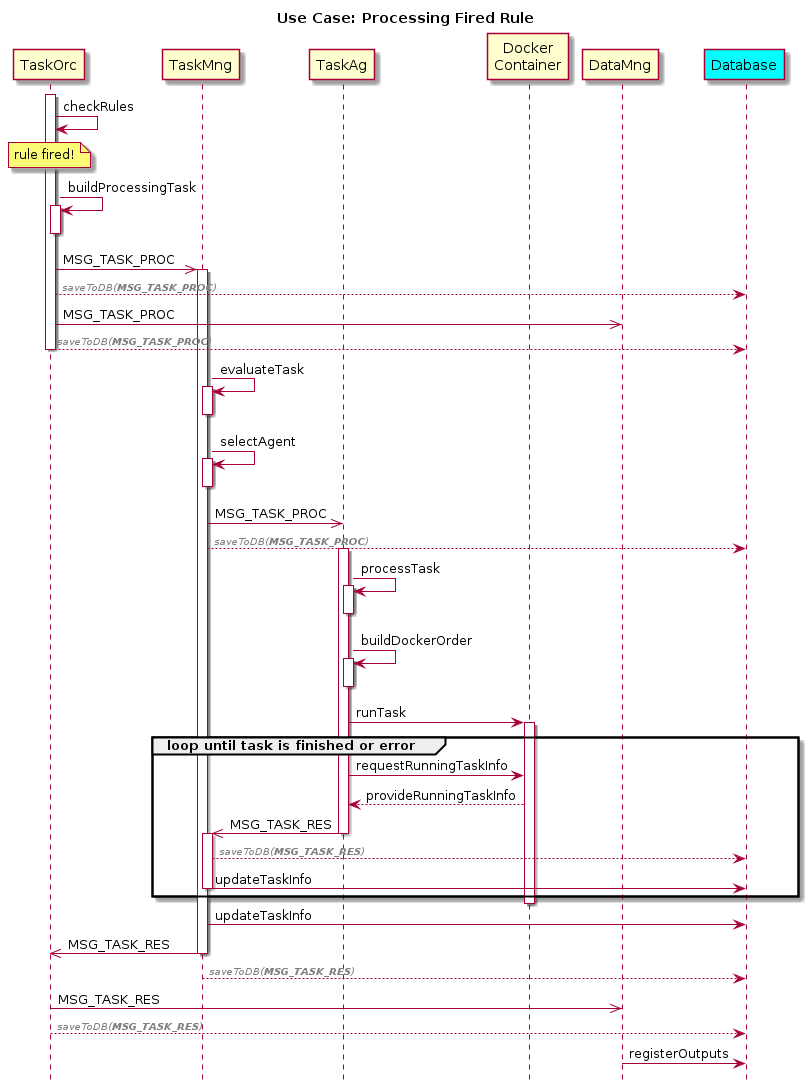 Use Case: Processing Fired Rule
TaskOrc
TaskMng
TaskAg
Docker
Container
DataMng
Database
checkRules
rule fired!
buildProcessingTask
MSG_TASK_PROC
saveToDB(MSG_TASK_PROC)
MSG_TASK_PROC
saveToDB(MSG_TASK_PROC)
evaluateTask
selectAgent
MSG_TASK_PROC
saveToDB(MSG_TASK_PROC)
processTask
buildDockerOrder
runTask
loop until task is finished or error
requestRunningTaskInfo
provideRunningTaskInfo
MSG_TASK_RES
saveToDB(MSG_TASK_RES)
updateTaskInfo
updateTaskInfo
MSG_TASK_RES
saveToDB(MSG_TASK_RES)
MSG_TASK_RES
saveToDB(MSG_TASK_RES)
registerOutputs